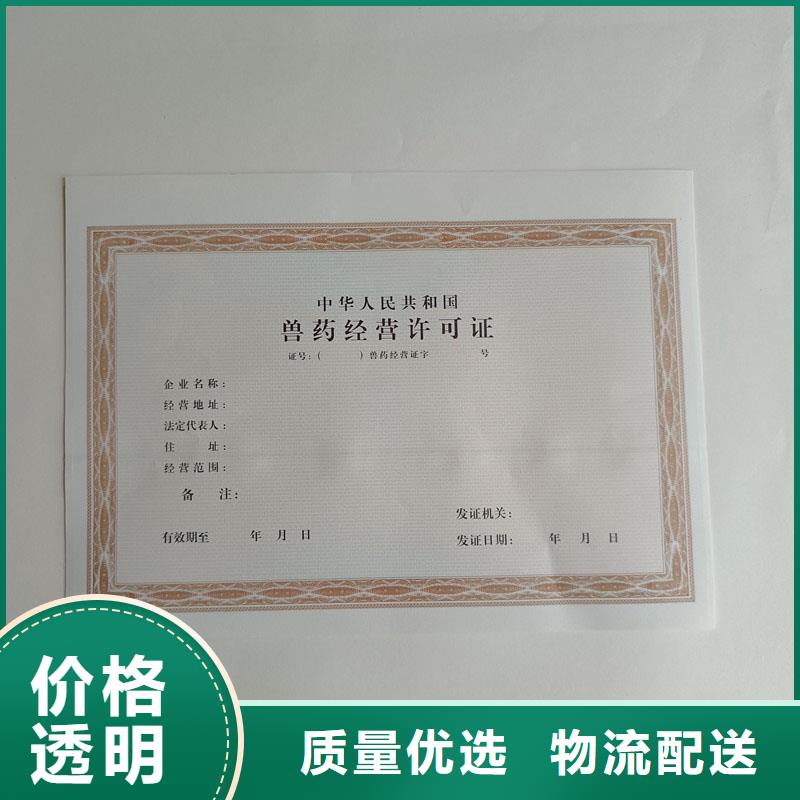 中华人民共和国
兽药经营许可证
证号：（ ）兽药经营证字 号
企业名称：
经营地址：
法定代表人：
住 址：
经营范围：
备 注：
发证机关：
有效期至 年 月 日
发证日期： 年 月 日
价格
透明
质量优选 物流配送